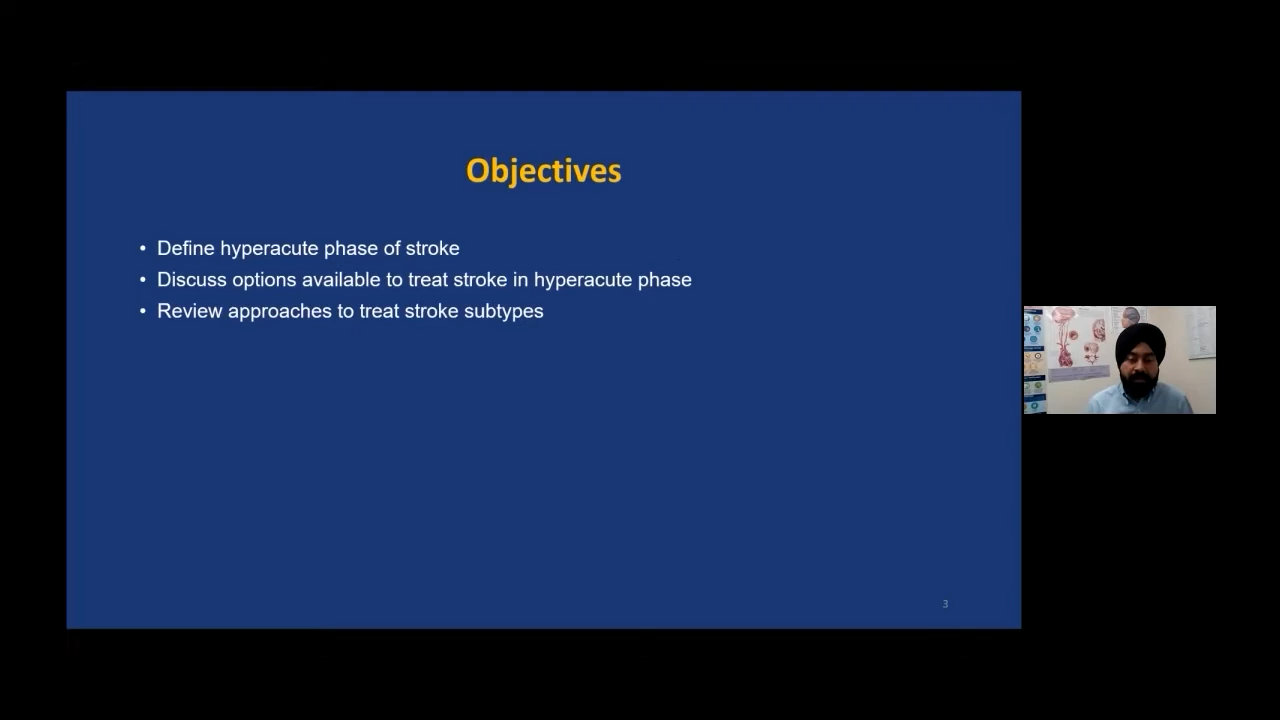 Objectives
• Define hyperacute phase of stroke
• Discuss options available to treat stroke in hyperacute phase
• Review approaches to treat stroke subtypes
3